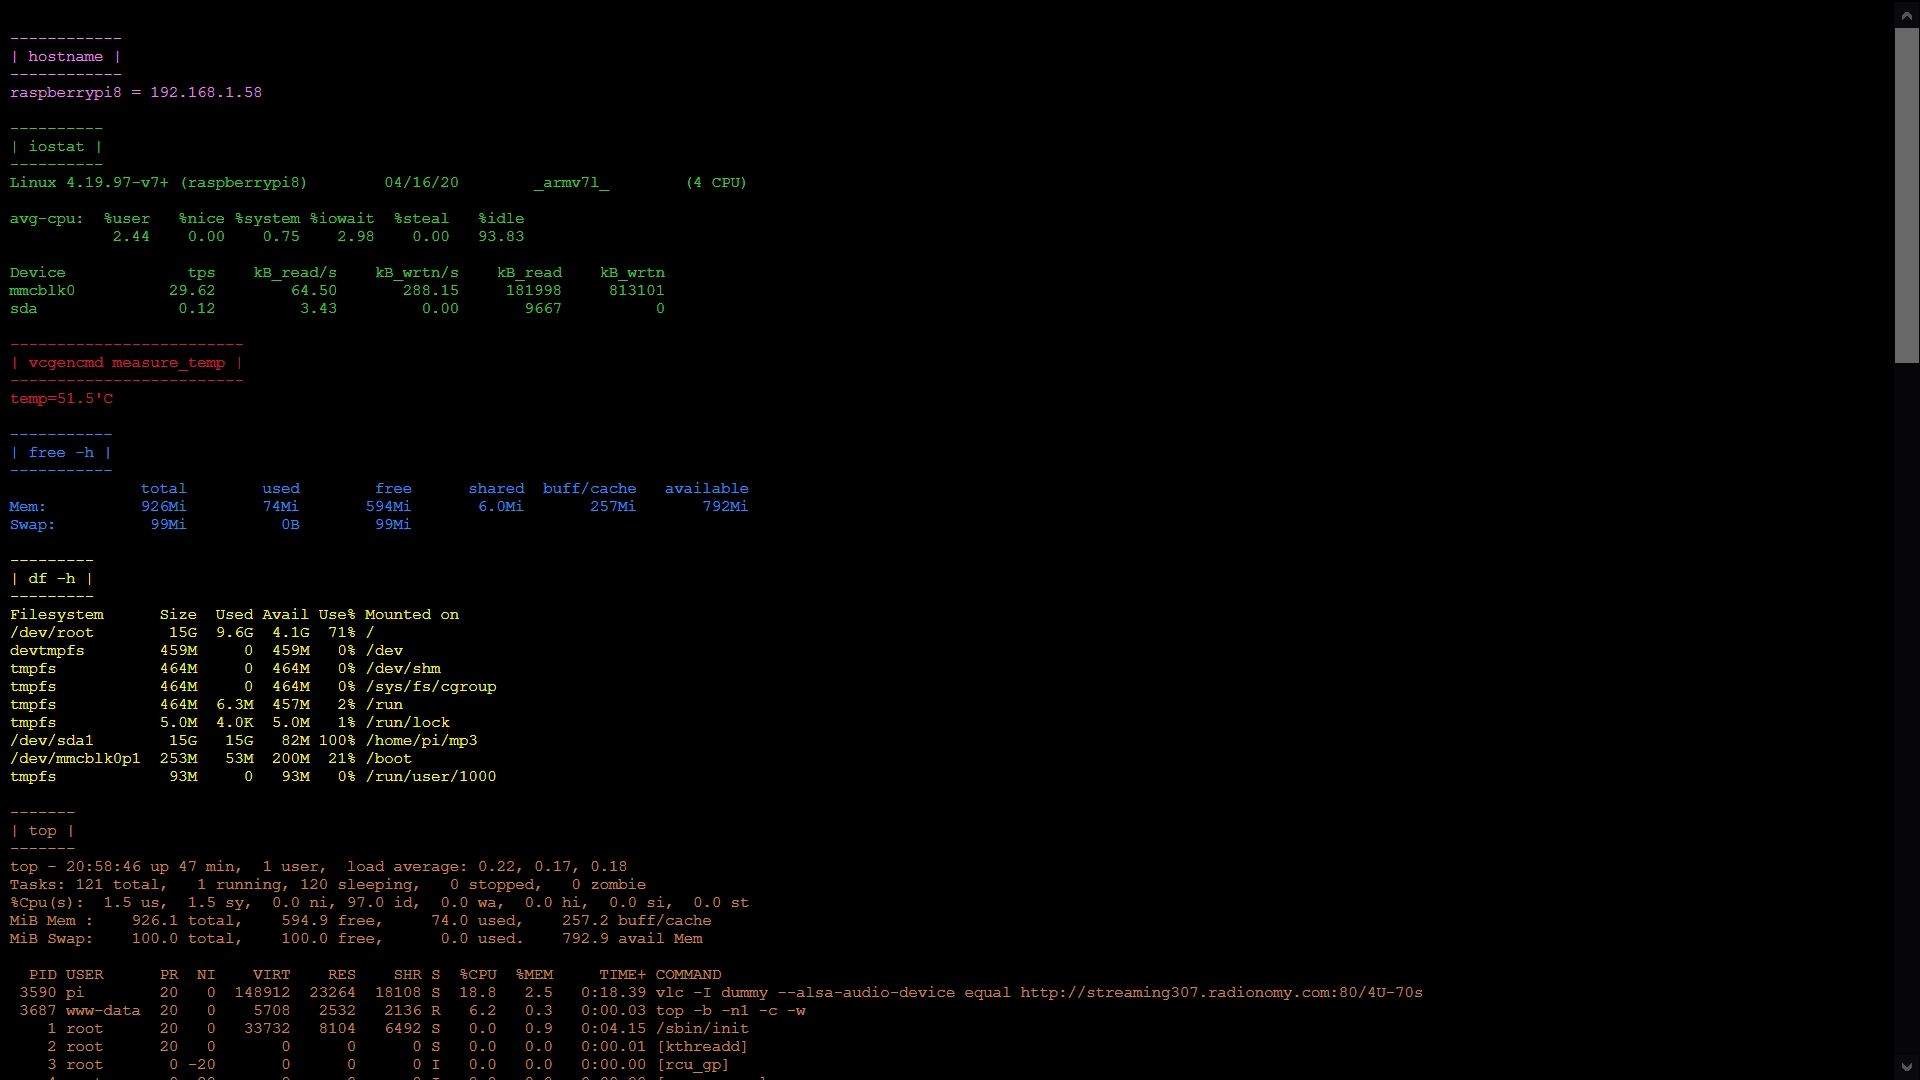 ------------
| hostname |
------------
raspberrypi8 = 192.168.1.58
----------
| iostat |
----------
Linux 4.19.97-v7+ (raspberrypi8)        04/16/20        _armv7l_        (4 CPU)
avg-cpu:  %user   %nice %system %iowait  %steal   %idle
           2.44    0.00    0.75    2.98    0.00   93.83
Device             tps    kB_read/s    kB_wrtn/s    kB_read    kB_wrtn
mmcblk0          29.62        64.50       288.15     181998     813101
sda               0.12         3.43         0.00       9667          0
-------------------------
| vcgencmd measure_temp |
-------------------------
temp=51.5'C
-----------
| free -h |
-----------
              total        used        free      shared  buff/cache   available
Mem:          926Mi        74Mi       594Mi       6.0Mi       257Mi       792Mi
Swap:          99Mi          0B        99Mi
---------
| df -h |
---------
Filesystem      Size  Used Avail Use% Mounted on
/dev/root        15G  9.6G  4.1G  71% /
devtmpfs        459M     0  459M   0% /dev
tmpfs           464M     0  464M   0% /dev/shm
tmpfs           464M     0  464M   0% /sys/fs/cgroup
tmpfs           464M  6.3M  457M   2% /run
tmpfs           5.0M  4.0K  5.0M   1% /run/lock
/dev/sda1        15G   15G   82M 100% /home/pi/mp3
/dev/mmcblk0p1  253M   53M  200M  21% /boot
tmpfs            93M     0   93M   0% /run/user/1000
-------
| top |
-------
top - 20:58:46 up 47 min,  1 user,  load average: 0.22, 0.17, 0.18
Tasks: 121 total,   1 running, 120 sleeping,   0 stopped,   0 zombie
%Cpu(s):  1.5 us,  1.5 sy,  0.0 ni, 97.0 id,  0.0 wa,  0.0 hi,  0.0 si,  0.0 st
MiB Mem :    926.1 total,    594.9 free,     74.0 used,    257.2 buff/cache
MiB Swap:    100.0 total,    100.0 free,      0.0 used.    792.9 avail Mem
  PID USER      PR  NI    VIRT    RES    SHR S  %CPU  %MEM     TIME+ COMMAND
 3590 pi        20   0  148912  23264  18108 S  18.8   2.5   0:18.39 vlc -I dummy --alsa-audio-device equal http://streaming307.radionomy.com:80/4U-70s
 3687 www-data  20   0    5708   2532   2136 R   6.2   0.3   0:00.03 top -b -n1 -c -w
    1 root      20   0   33732   8104   6492 S   0.0   0.9   0:04.15 /sbin/init
    2 root      20   0       0      0      0 S   0.0   0.0   0:00.01 [kthreadd]
    3 root       0 -20       0      0      0 I   0.0   0.0   0:00.00 [rcu_gp]